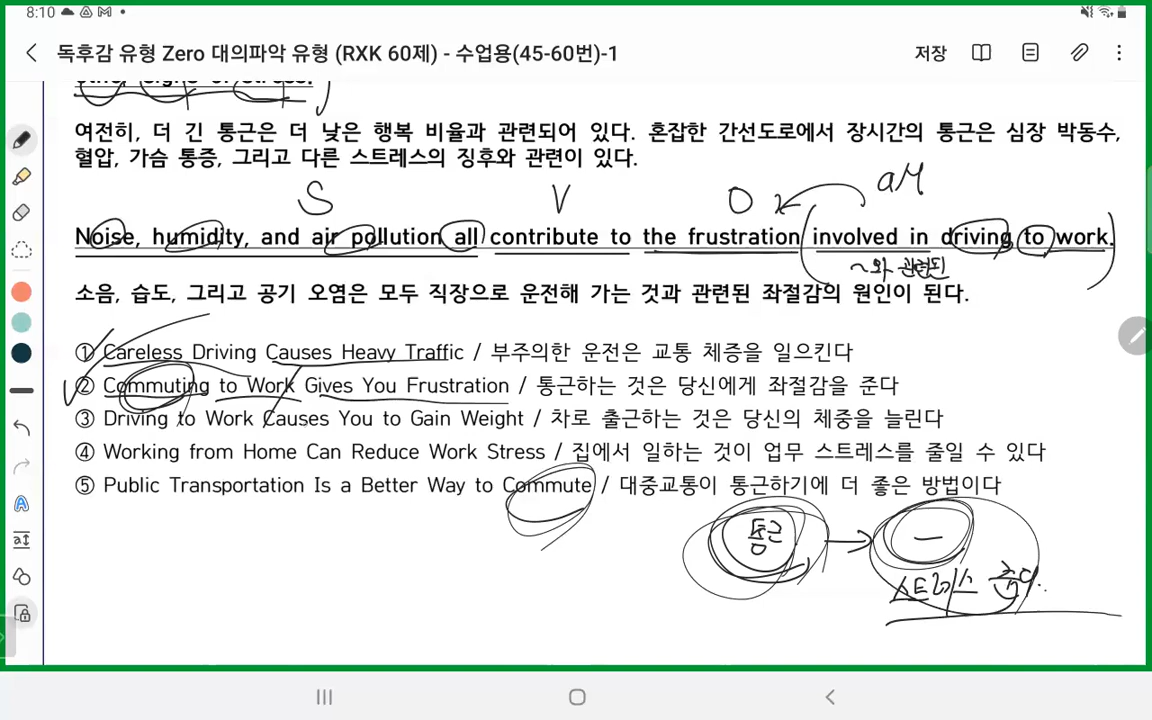 8:10
독후감 유형 Zero 대의파악 유형 (RXK 60제) - 수업용(45-60번)-1
저장
other signs of stress.
여전히, 더 긴 통근은 더 낮은 행복 비율과 관련되어 있다. 혼잡한 간선도로에서 장시간의 통근은 심장 박동수,
혈압, 가슴 통증, 그리고 다른 스트레스의 징후와 관련이 있다.
S V O
Noise, humidity, and air pollution all contribute to the frustration (involved in driving to work.)
~와 관련된
소음, 습도, 그리고 공기 오염은 모두 직장으로 운전해 가는 것과 관련된 좌절감의 원인이 된다.
① Careless Driving Causes Heavy Traffic / 부주의한 운전은 교통 체증을 일으킨다
② Commuting to Work Gives You Frustration / 통근하는 것은 당신에게 좌절감을 준다
③ Driving to Work Causes You to Gain Weight / 차로 출근하는 것은 당신의 체중을 늘린다
④ Working from Home Can Reduce Work Stress / 집에서 일하는 것이 업무 스트레스를 줄일 수 있다
⑤ Public Transportation Is a Better Way to Commute / 대중교통이 통근하기에 더 좋은 방법이다
통근 → −
스트레스 준다.